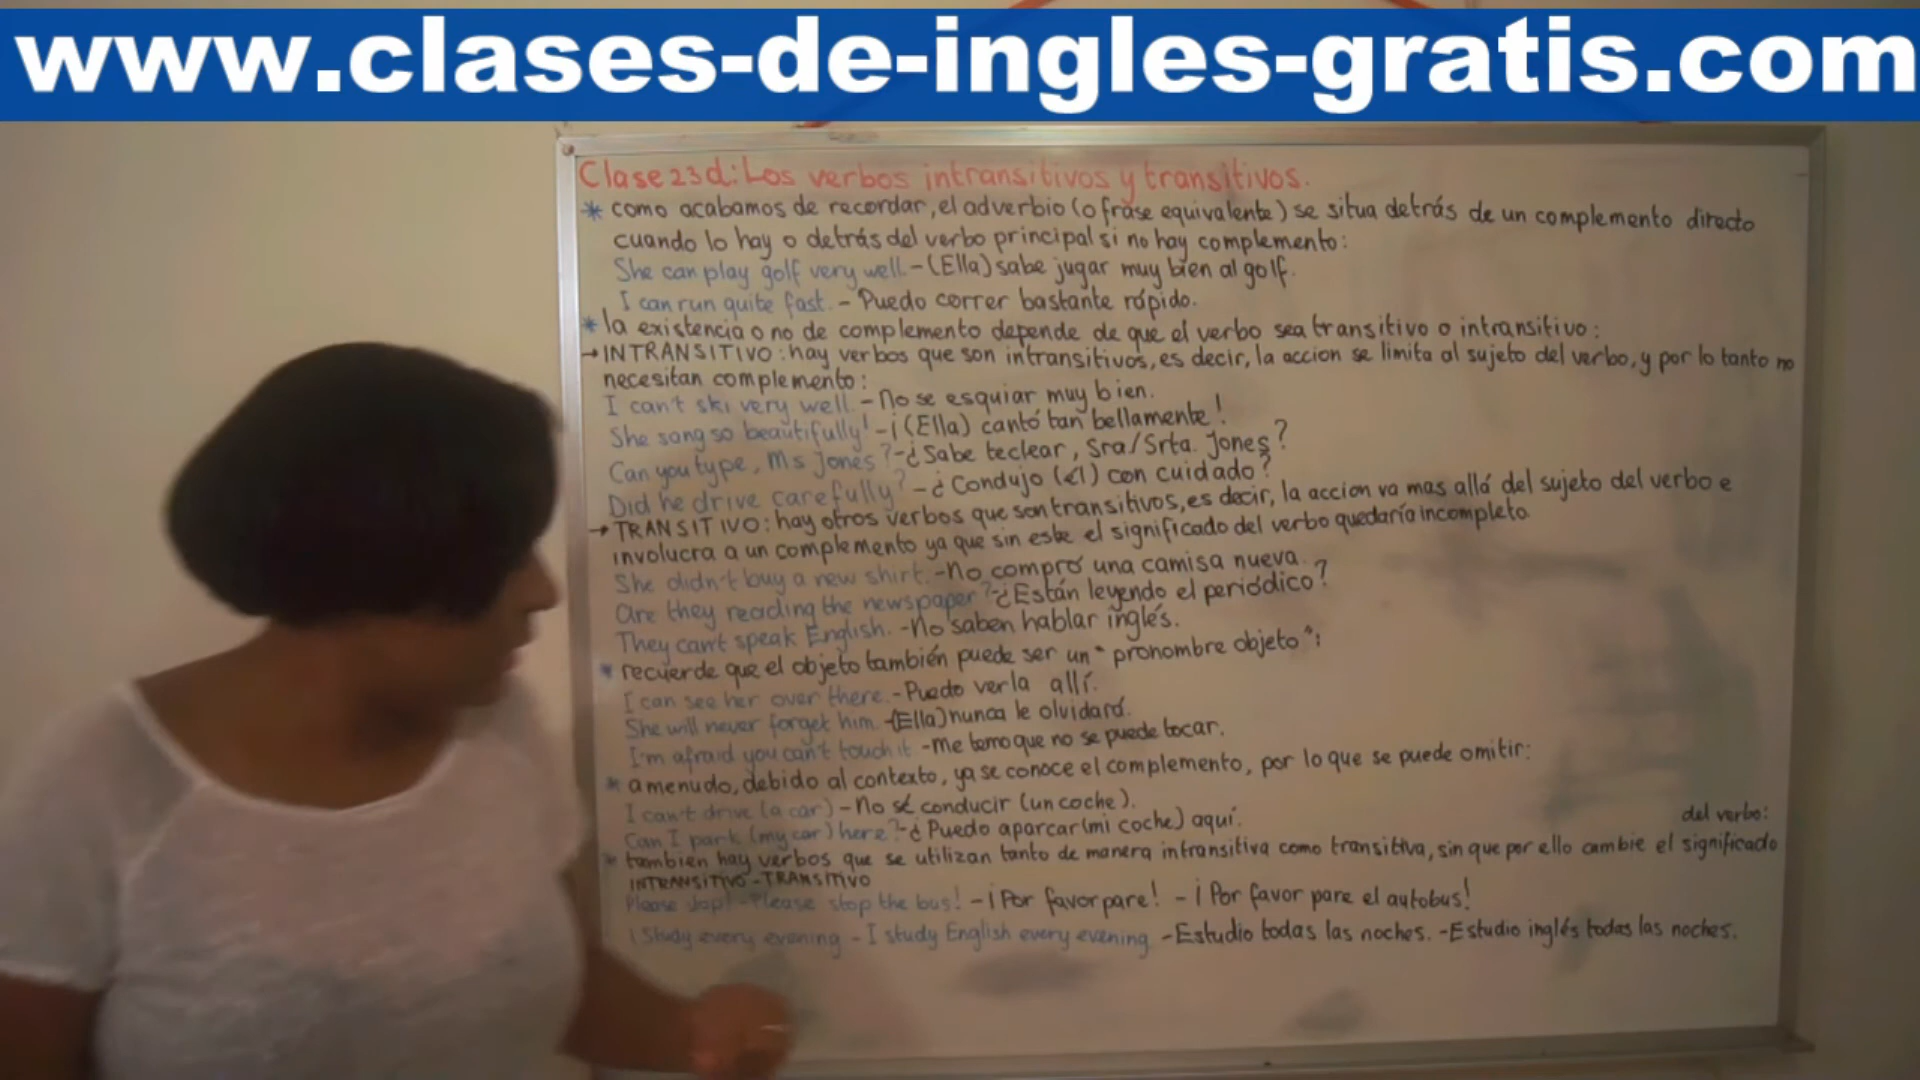 www.clases-de-ingles-gratis.com
Clase 23d: Los verbos intransitivos y transitivos.
* como acabamos de recordar, el adverbio (o frase equivalente) se situa detrás de un complemento directo
cuando lo hay o detrás del verbo principal si no hay complemento:
She can play golf very well. - (Ella) sabe jugar muy bien al golf.
I can run quite fast. - Puedo correr bastante rápido.
* la existencia o no de complemento depende de que el verbo sea transitivo o intransitivo:
→ INTRANSITIVO: hay verbos que son intransitivos, es decir, la accion se limita al sujeto del verbo, y por lo tanto no
necesitan complemento:
I can't ski very well. - No se esquiar muy bien.
She sang so beautifully! - ¡(Ella) cantó tan bellamente!
Can you type, Ms Jones? - ¿Sabe teclear, Sra/Srta. Jones?
Did he drive carefully? - ¿Condujo (él) con cuidado?
→ TRANSITIVO: hay otros verbos que son transitivos, es decir, la accion va mas allá del sujeto del verbo e
involucra a un complemento ya que sin este el significado del verbo quedaría incompleto.
She didn't buy a new shirt. - No compró una camisa nueva.
Are they reading the newspaper? - ¿Están leyendo el periódico?
They can't speak English. - No saben hablar inglés.
* recuerde que el objeto también puede ser un "pronombre objeto":
I can see her over there. - Puedo verla allí.
She will never forget him. - (Ella) nunca le olvidará.
I'm afraid you can't touch it - Me temo que no se puede tocar.
* a menudo, debido al contexto, ya se conoce el complemento, por lo que se puede omitir:
I can't drive (a car) - No sé conducir (un coche).
Can I park (my car) here? - ¿Puedo aparcar (mi coche) aquí.
* tambien hay verbos que se utilizan tanto de manera intransitiva como transitiva, sin que por ello cambie el significado
del verbo:
INTRANSITIVO - TRANSITIVO
Please stop! - Please stop the bus! - ¡Por favor pare! - ¡Por favor pare el autobus!
I study every evening - I study English every evening - Estudio todas las noches. - Estudio inglés todas las noches.